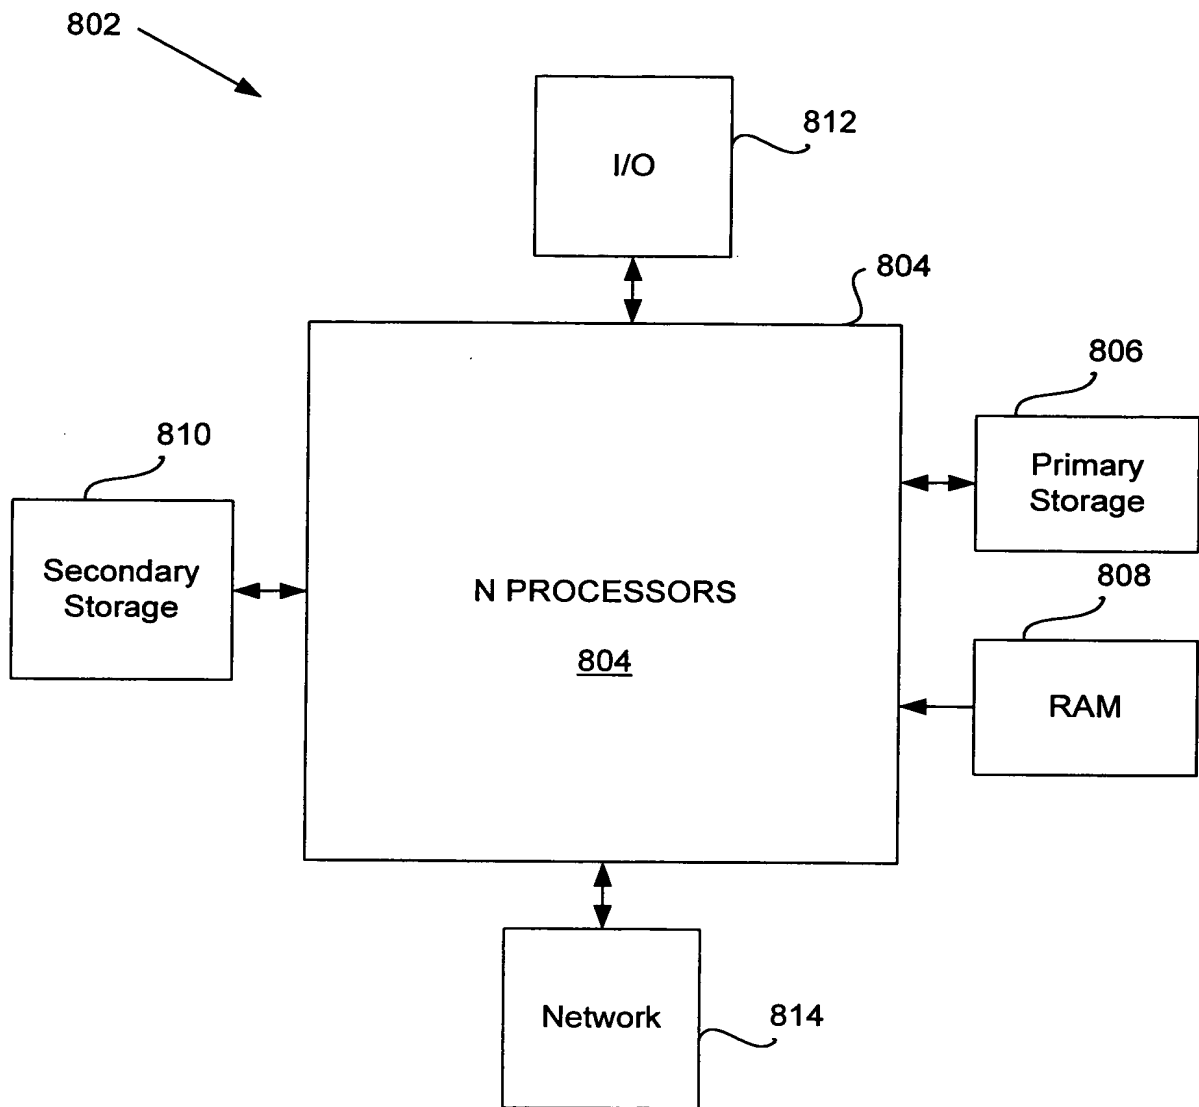 802
812
I/O
804
806
Primary
Storage
810
Secondary
Storage
808
N PROCESSORS
804
RAM
Network
814